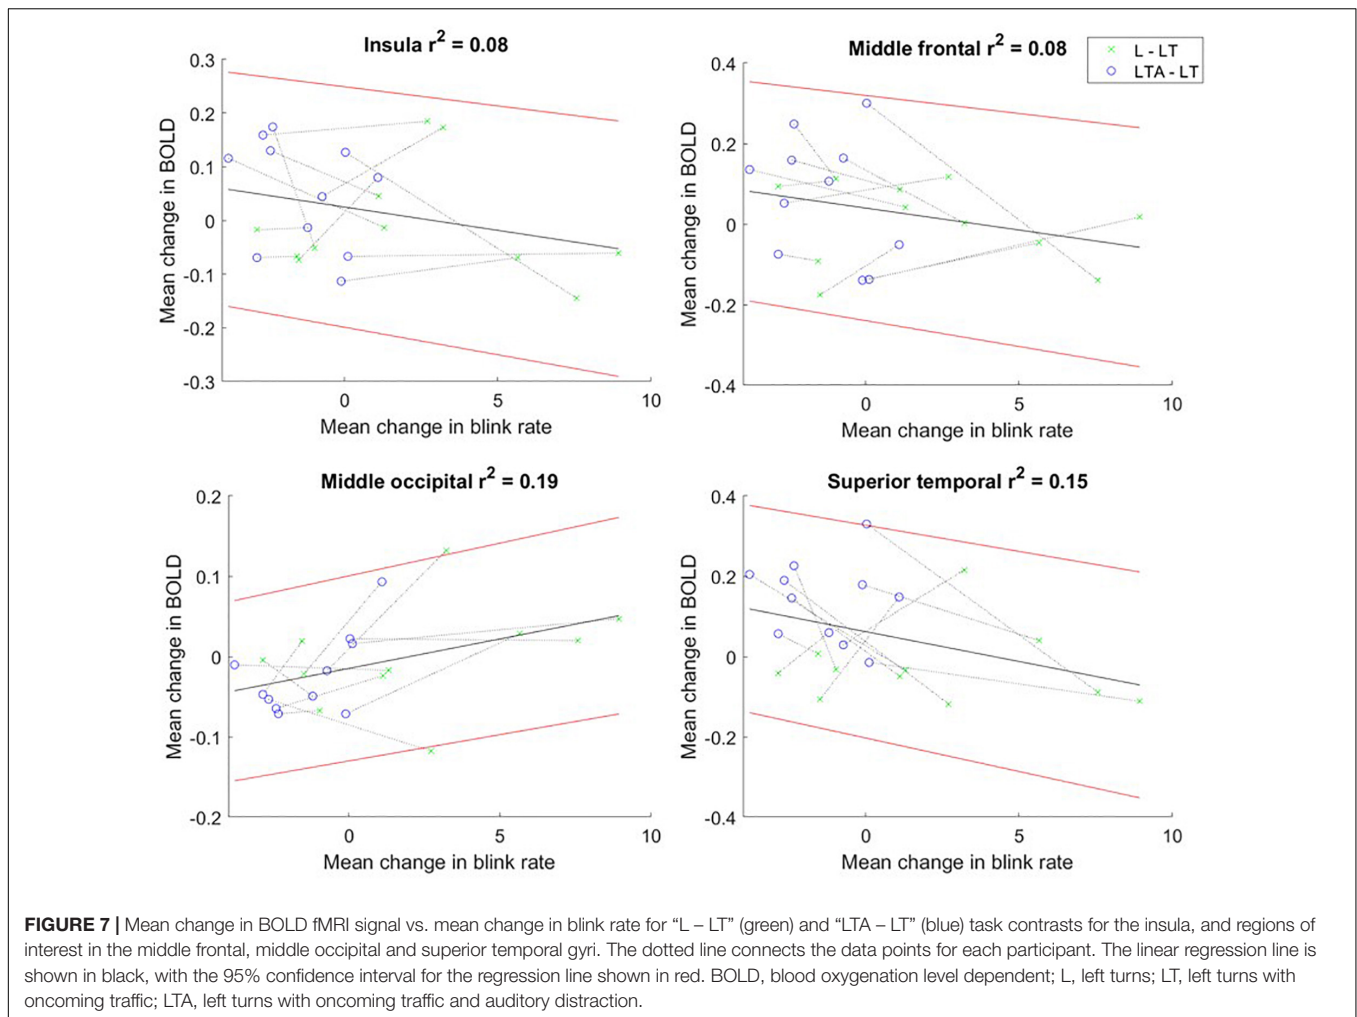 Insula r2 = 0.08
0.3
0.2
0.1
0
-0.1
-0.2
-0.3
Mean change in BOLD
0 5 10
Mean change in blink rate
Middle frontal r2 = 0.08
L - LT
LTA - LT
0.4
0.2
0
-0.2
-0.4
Mean change in BOLD
0 5 10
Mean change in blink rate
Middle occipital r2 = 0.19
0.2
0.1
0
-0.1
-0.2
Mean change in BOLD
0 5 10
Mean change in blink rate
Superior temporal r2 = 0.15
0.4
0.2
0
-0.2
-0.4
Mean change in BOLD
0 5 10
Mean change in blink rate
FIGURE 7 | Mean change in BOLD fMRI signal vs. mean change in blink rate for “L – LT” (green) and “LTA – LT” (blue) task contrasts for the insula, and regions of
interest in the middle frontal, middle occipital and superior temporal gyri. The dotted line connects the data points for each participant. The linear regression line is
shown in black, with the 95% confidence interval for the regression line shown in red. BOLD, blood oxygenation level dependent; L, left turns; LT, left turns with
oncoming traffic; LTA, left turns with oncoming traffic and auditory distraction.